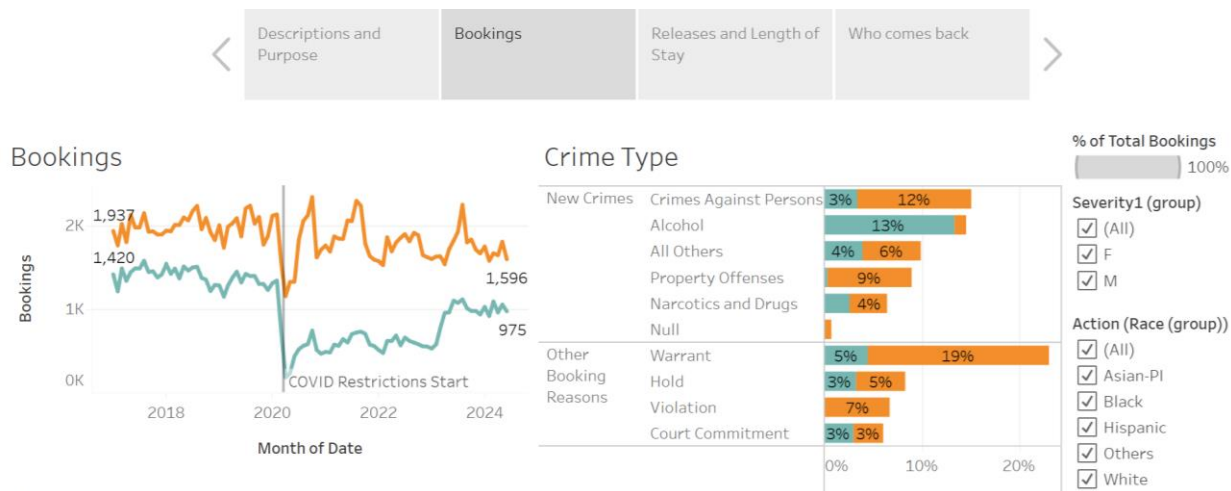 Descriptions and
Purpose
Bookings
Releases and Length of
Stay
Who comes back
Bookings
1,937
2K
1,420
1,596
1K
975
0K
COVID Restrictions Start
2018
2020
2022
2024
Bookings
Month of Date
Crime Type
New Crimes
Crimes Against Persons
3%
12%
Alcohol
13%
All Others
4%
6%
Property Offenses
9%
Narcotics and Drugs
4%
Null
Other
Booking
Reasons
Warrant
5%
19%
Hold
3%
5%
Violation
7%
Court Commitment
3%
3%
0%
10%
20%
% of Total Bookings
100%
Severity1 (group)
(All)
F
M
Action (Race (group))
(All)
Asian-PI
Black
Hispanic
Others
White